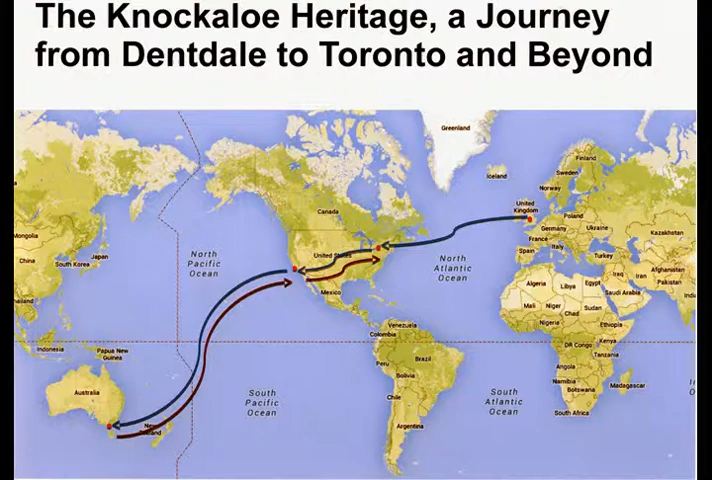 The Knockaloe Heritage, a Journey
from Dentdale to Toronto and Beyond
Greenland
Finland
Iceland
Sweden
Norway
Canada
United
Kingdom
Poland
Mongolia
Germany
Ukraine
Kazakhstan
France
Japan
United States
Spain
Italy
China
South Korea
Turkey
North
Pacific
Ocean
North
Atlantic
Ocean
Iraq
Iran
Afghanistan
Pakistan
Algeria
Libya
Egypt
Saudi Arabia
Mexico
Thailand
Mali
Niger
Sudan
Chad
Venezuela
Nigeria
Ethiopia
Colombia
Indonesia
Papua New
Guinea
DR Congo
Kenya
Tanzania
Peru
Brazil
Bolivia
Angola
Namibia
Botswana
Madagascar
Australia
Chile
South
Pacific
Ocean
South
Atlantic
Ocean
South Africa
New
Zealand
Argentina